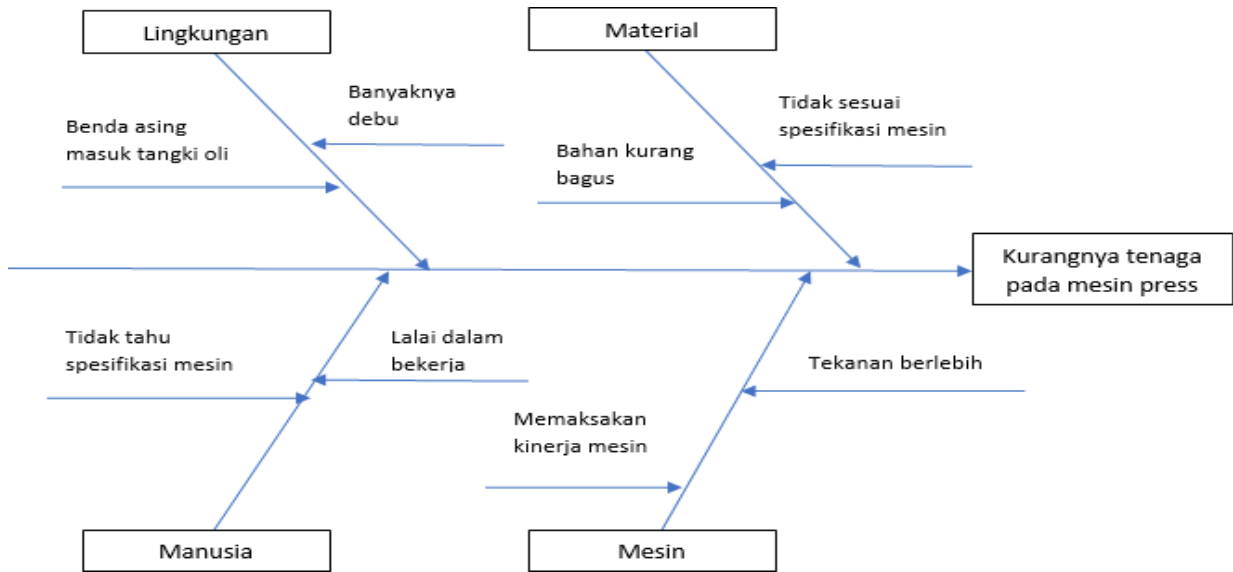 Lingkungan
Material
Banyaknya
debu
Benda asing
masuk tangki oli
Tidak sesuai
spesifikasi mesin
Bahan kurang
bagus
Kurangnya tenaga
pada mesin press
Tidak tahu
spesifikasi mesin
Lalai dalam
bekerja
Tekanan berlebih
Memaksakan
kinerja mesin
Manusia
Mesin